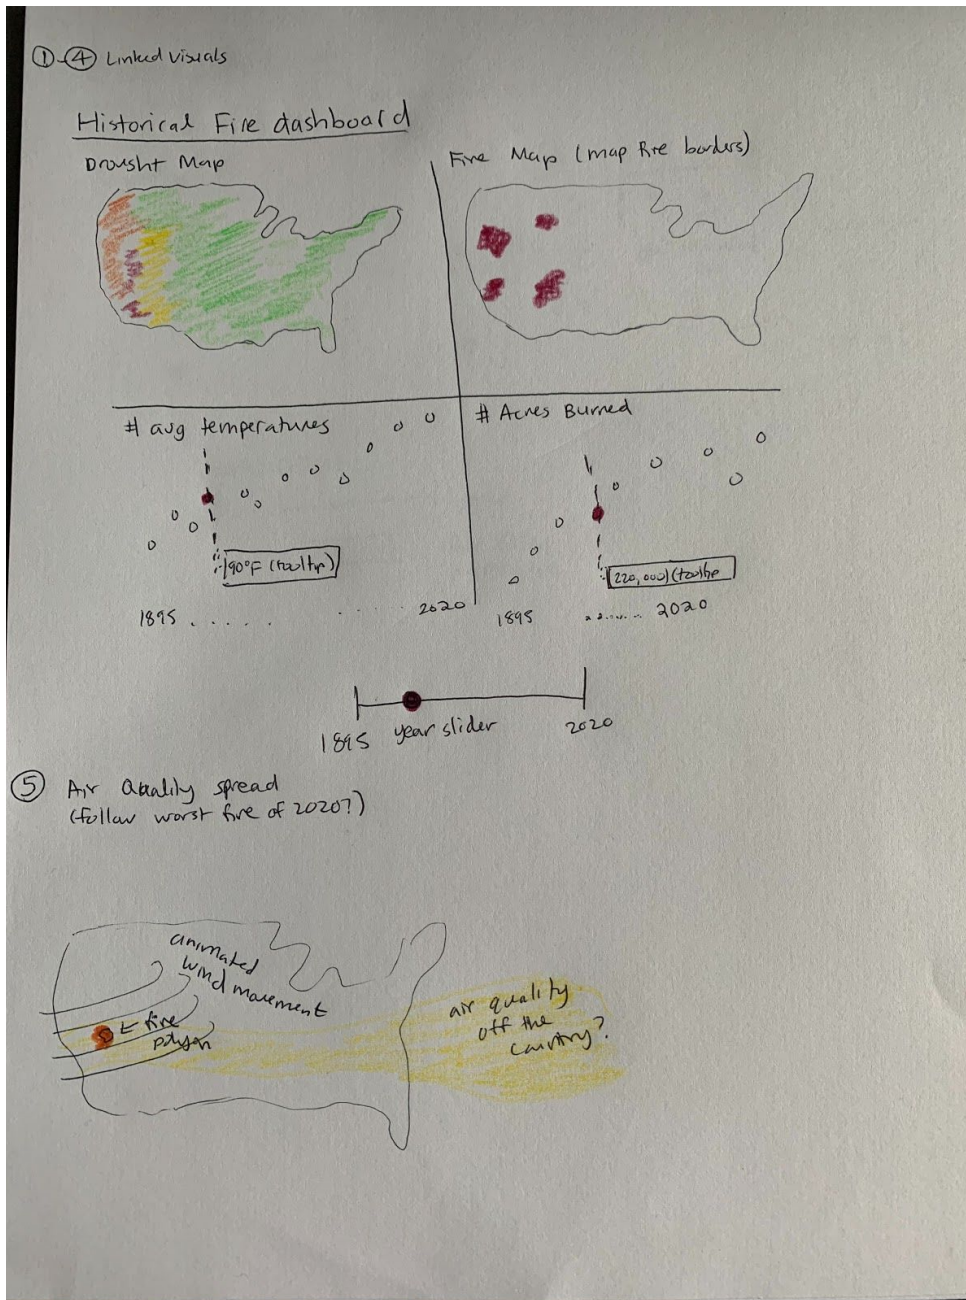 ①-④ Linked visuals
Historical Fire dashboard
Drought Map
Fire Map (map fire borders)
# avg temperatures
90°F (tooltip)
1895 . . . . . . . . . . 2020
# Acres Burned
220,000 (tooltip
1895 . . . . . . . 2020
1895 year slider 2020
⑤ Air Quality spread
(follow worst fire of 2020?)
animated
wind movement
← fire
polygon
air quality
off the
country?